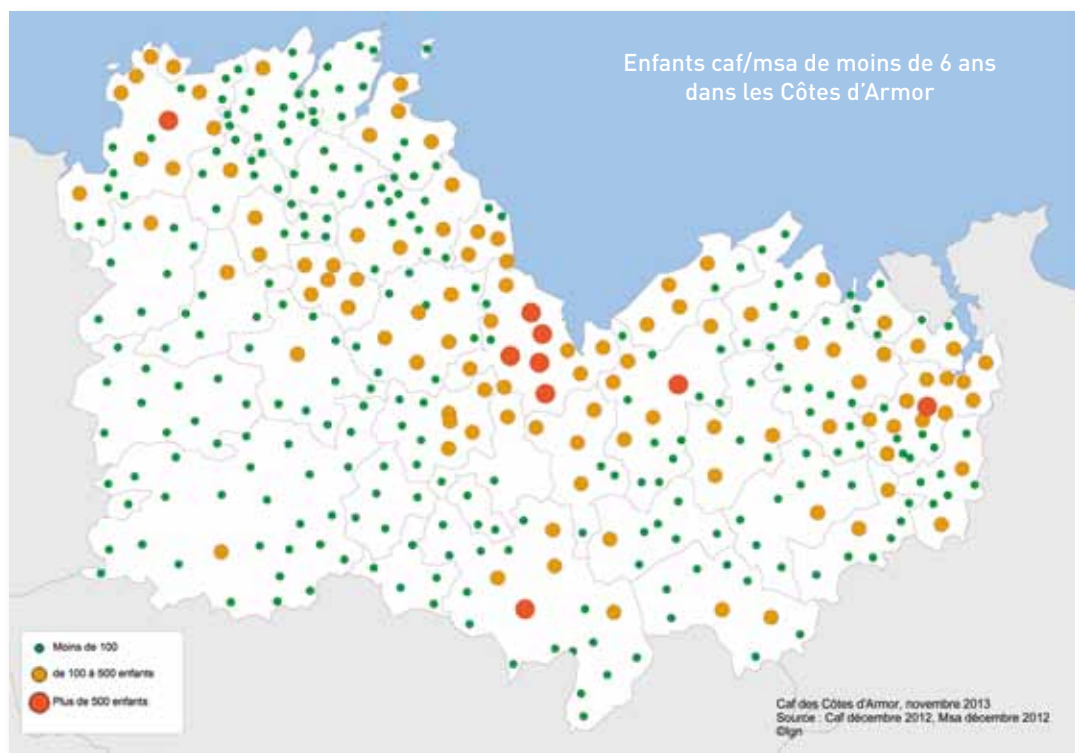 Enfants caf/msa de moins de 6 ans
dans les Côtes d'Armor
Moins de 100
de 100 à 500 enfants
Plus de 500 enfants
Caf des Côtes d'Armor, novembre 2013
Source : Caf décembre 2012, Msa décembre 2012
©Ign